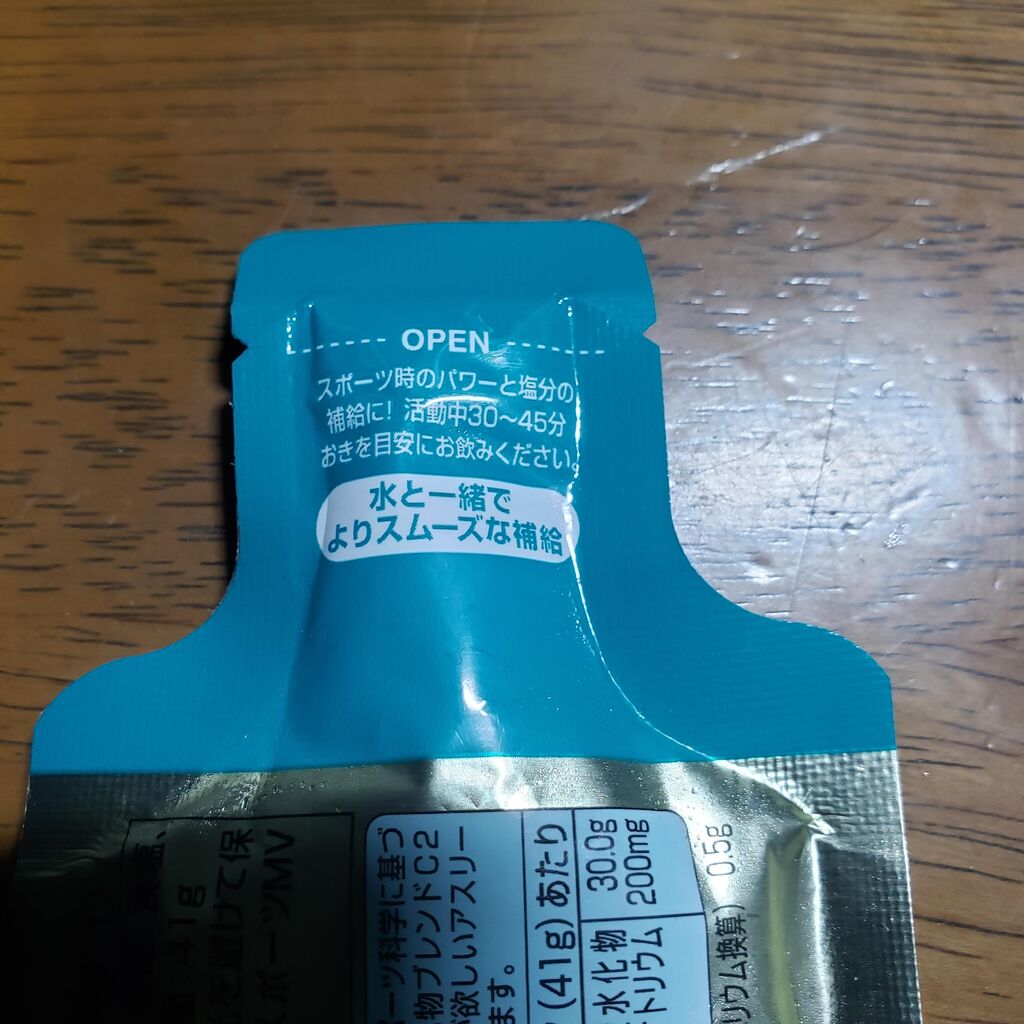 OPEN
スポーツ時のパワーと塩分の
補給に! 活動中30～45分
おきを目安にお飲みください。
水と一緒で
よりスムーズな補給
41g
を避けて保
スポーツMV
ーツ科学に基づ
物ブレンドC2
が欲しいアスリー
ます。
(41g)あたり
水化物 30.0g
トリウム 200mg
リウム換算) 0.5g